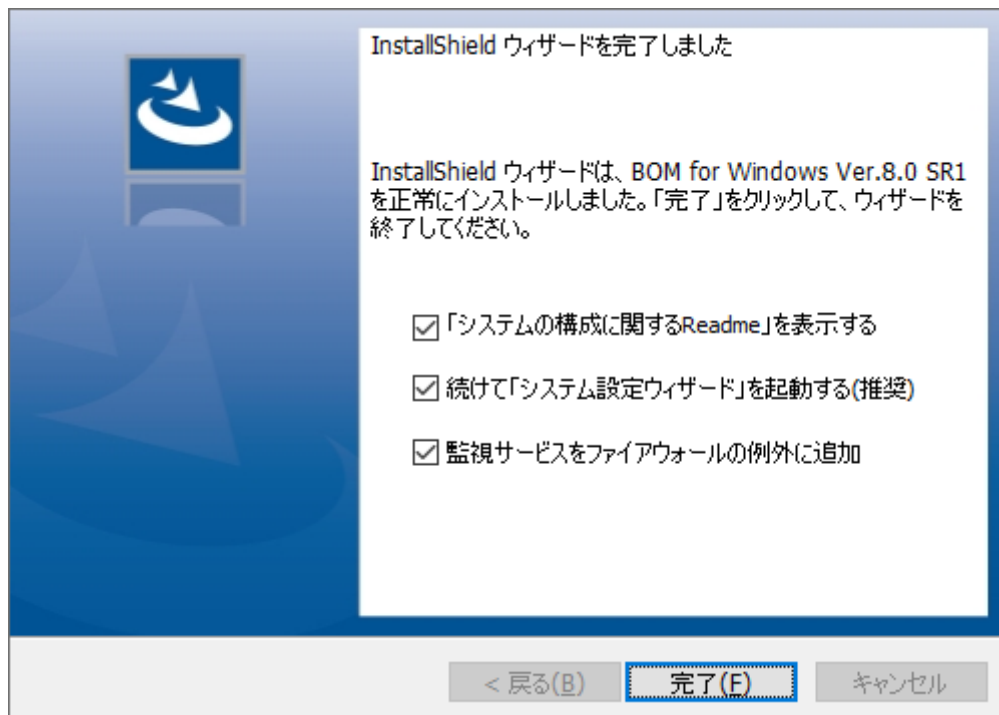 InstallShield ウィザードを完了しました
InstallShield ウィザードは、BOM for Windows Ver.8.0 SR1
を正常にインストールしました。「完了」をクリックして、ウィザードを
終了してください。
「システムの構成に関するReadme」を表示する
続けて「システム設定ウィザード」を起動する(推奨)
監視サービスをファイアウォールの例外に追加
< 戻る(B) 完了(F) キャンセル